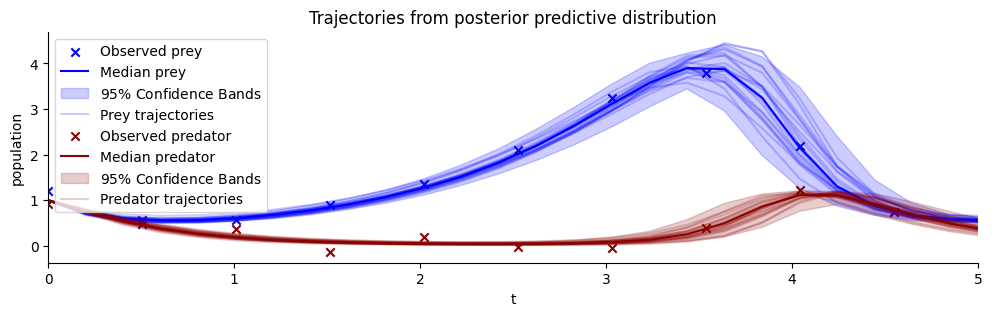 Trajectories from posterior predictive distribution
Observed prey
Median prey
95% Confidence Bands
Prey trajectories
Observed predator
Median predator
95% Confidence Bands
Predator trajectories
population
4
3
2
1
0
0 1 2 3 4 5
t